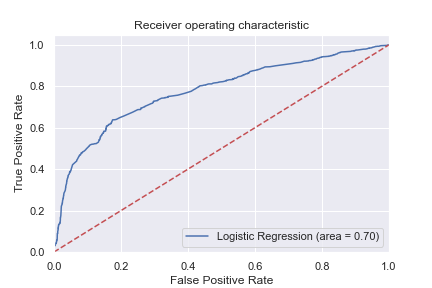 Receiver operating characteristic
True Positive Rate
1.0
0.8
0.6
0.4
0.2
0.0
Logistic Regression (area = 0.70)
0.0 0.2 0.4 0.6 0.8 1.0
False Positive Rate